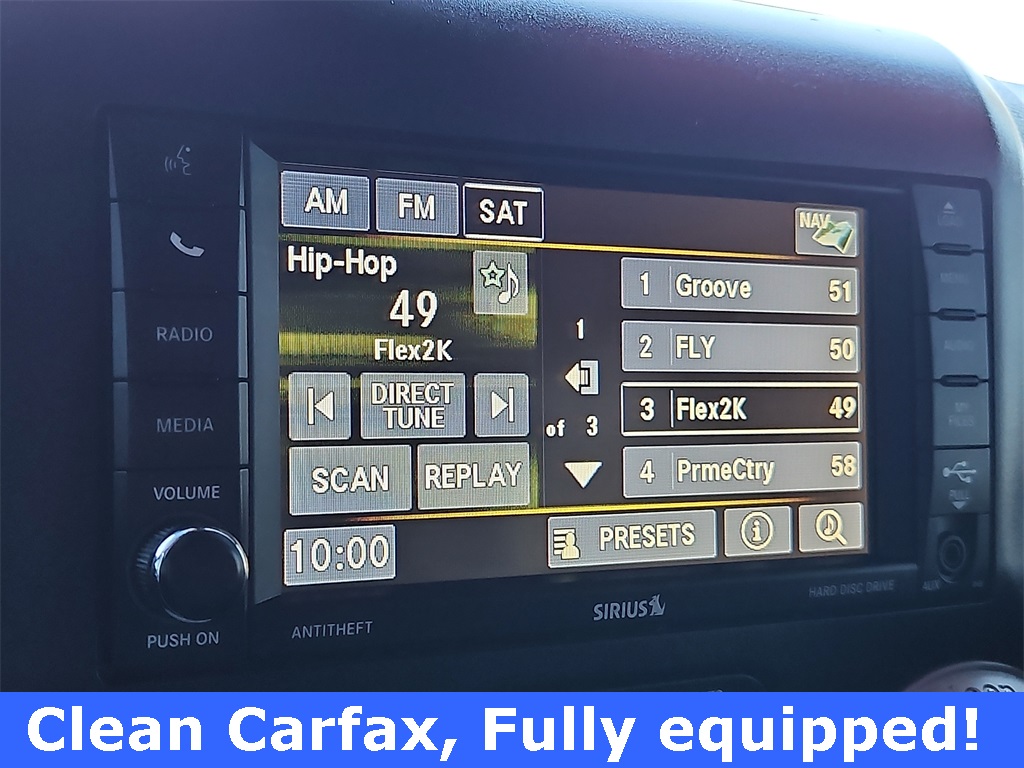 AM FM SAT
NAV
Hip-Hop
49
Flex2K
DIRECT
TUNE
SCAN REPLAY
10:00
1
of 3
1 Groove 51
2 FLY 50
3 Flex2K 49
4 PrmeCtry 58
PRESETS
RADIO
MEDIA
VOLUME
PUSH ON
ANTITHEFT
SIRIUS
HARD DISC DRIVE
AUX
Clean Carfax, Fully equipped!